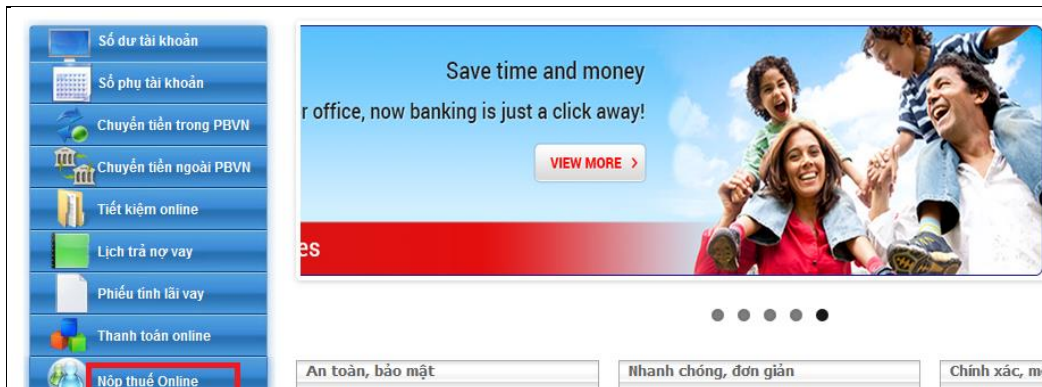 Số dư tài khoản
Số phụ tài khoản
Chuyển tiền trong PBVN
Chuyển tiền ngoài PBVN
Tiết kiệm online
Lịch trả nợ vay
Phiếu tính lãi vay
Thanh toán online
Nộp thuế Online
Save time and money
r office, now banking is just a click away!
VIEW MORE >
es
An toàn, bảo mật
Nhanh chóng, đơn giản
Chính xác,